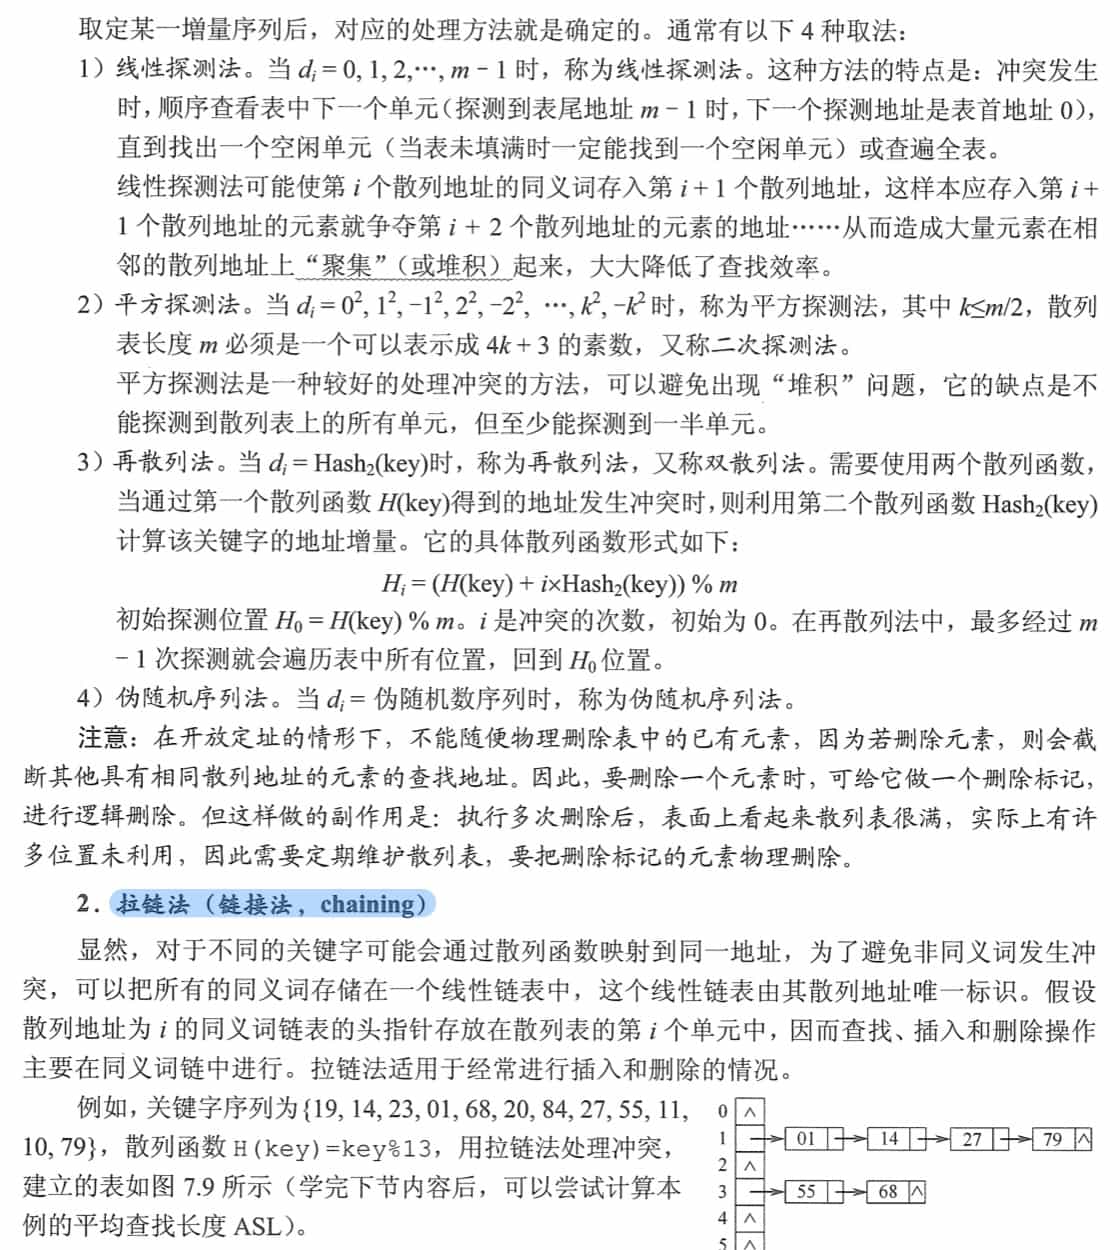 取定某一增量序列后，对应的处理方法就是确定的。通常有以下 4 种取法：
1）线性探测法。当 dᵢ = 0, 1, 2,⋯, m − 1 时，称为线性探测法。这种方法的特点是：冲突发生
时，顺序查看表中下一个单元（探测到表尾地址 m − 1 时，下一个探测地址是表首地址 0），
直到找出一个空闲单元（当表未填满时一定能找到一个空闲单元）或查遍全表。
线性探测法可能使第 i 个散列地址的同义词存入第 i + 1 个散列地址，这样本应存入第 i +
1 个散列地址的元素就争夺第 i + 2 个散列地址的元素的地址……从而造成大量元素在相
邻的散列地址上“聚集”（或堆积）起来，大大降低了查找效率。
2）平方探测法。当 dᵢ = 0², 1², −1², 2², −2², ⋯, k², −k² 时，称为平方探测法，其中 k≤m/2，散列
表长度 m 必须是一个可以表示成 4k + 3 的素数，又称二次探测法。
平方探测法是一种较好的处理冲突的方法，可以避免出现“堆积”问题，它的缺点是不
能探测到散列表上的所有单元，但至少能探测到一半单元。
3）再散列法。当 dᵢ = Hash₂(key)时，称为再散列法，又称双散列法。需要使用两个散列函数，
当通过第一个散列函数 H(key)得到的地址发生冲突时，则利用第二个散列函数 Hash₂(key)
计算该关键字的地址增量。它的具体散列函数形式如下：
Hᵢ = (H(key) + i×Hash₂(key)) % m
初始探测位置 H₀ = H(key) % m。i 是冲突的次数，初始为 0。在再散列法中，最多经过 m
− 1 次探测就会遍历表中所有位置，回到 H₀ 位置。
4）伪随机序列法。当 dᵢ = 伪随机数序列时，称为伪随机序列法。
注意：在开放定址的情形下，不能随便物理删除表中的已有元素，因为若删除元素，则会截
断其他具有相同散列地址的元素的查找地址。因此，要删除一个元素时，可给它做一个删除标记，
进行逻辑删除。但这样做的副作用是：执行多次删除后，表面上看起来散列表很满，实际上有许
多位置未利用，因此需要定期维护散列表，要把删除标记的元素物理删除。
2．拉链法（链接法，chaining）
显然，对于不同的关键字可能会通过散列函数映射到同一地址，为了避免非同义词发生冲
突，可以把所有的同义词存储在一个线性链表中，这个线性链表由其散列地址唯一标识。假设
散列地址为 i 的同义词链表的头指针存放在散列表的第 i 个单元中，因而查找、插入和删除操作
主要在同义词链中进行。拉链法适用于经常进行插入和删除的情况。
例如，关键字序列为{19, 14, 23, 01, 68, 20, 84, 27, 55, 11,
10, 79}，散列函数 H(key)=key%13，用拉链法处理冲突，
建立的表如图 7.9 所示（学完下节内容后，可以尝试计算本
例的平均查找长度 ASL）。
0 ∧
1 01 14 27 79 ∧
2 ∧
3 55 68 ∧
4 ∧
5 ∧